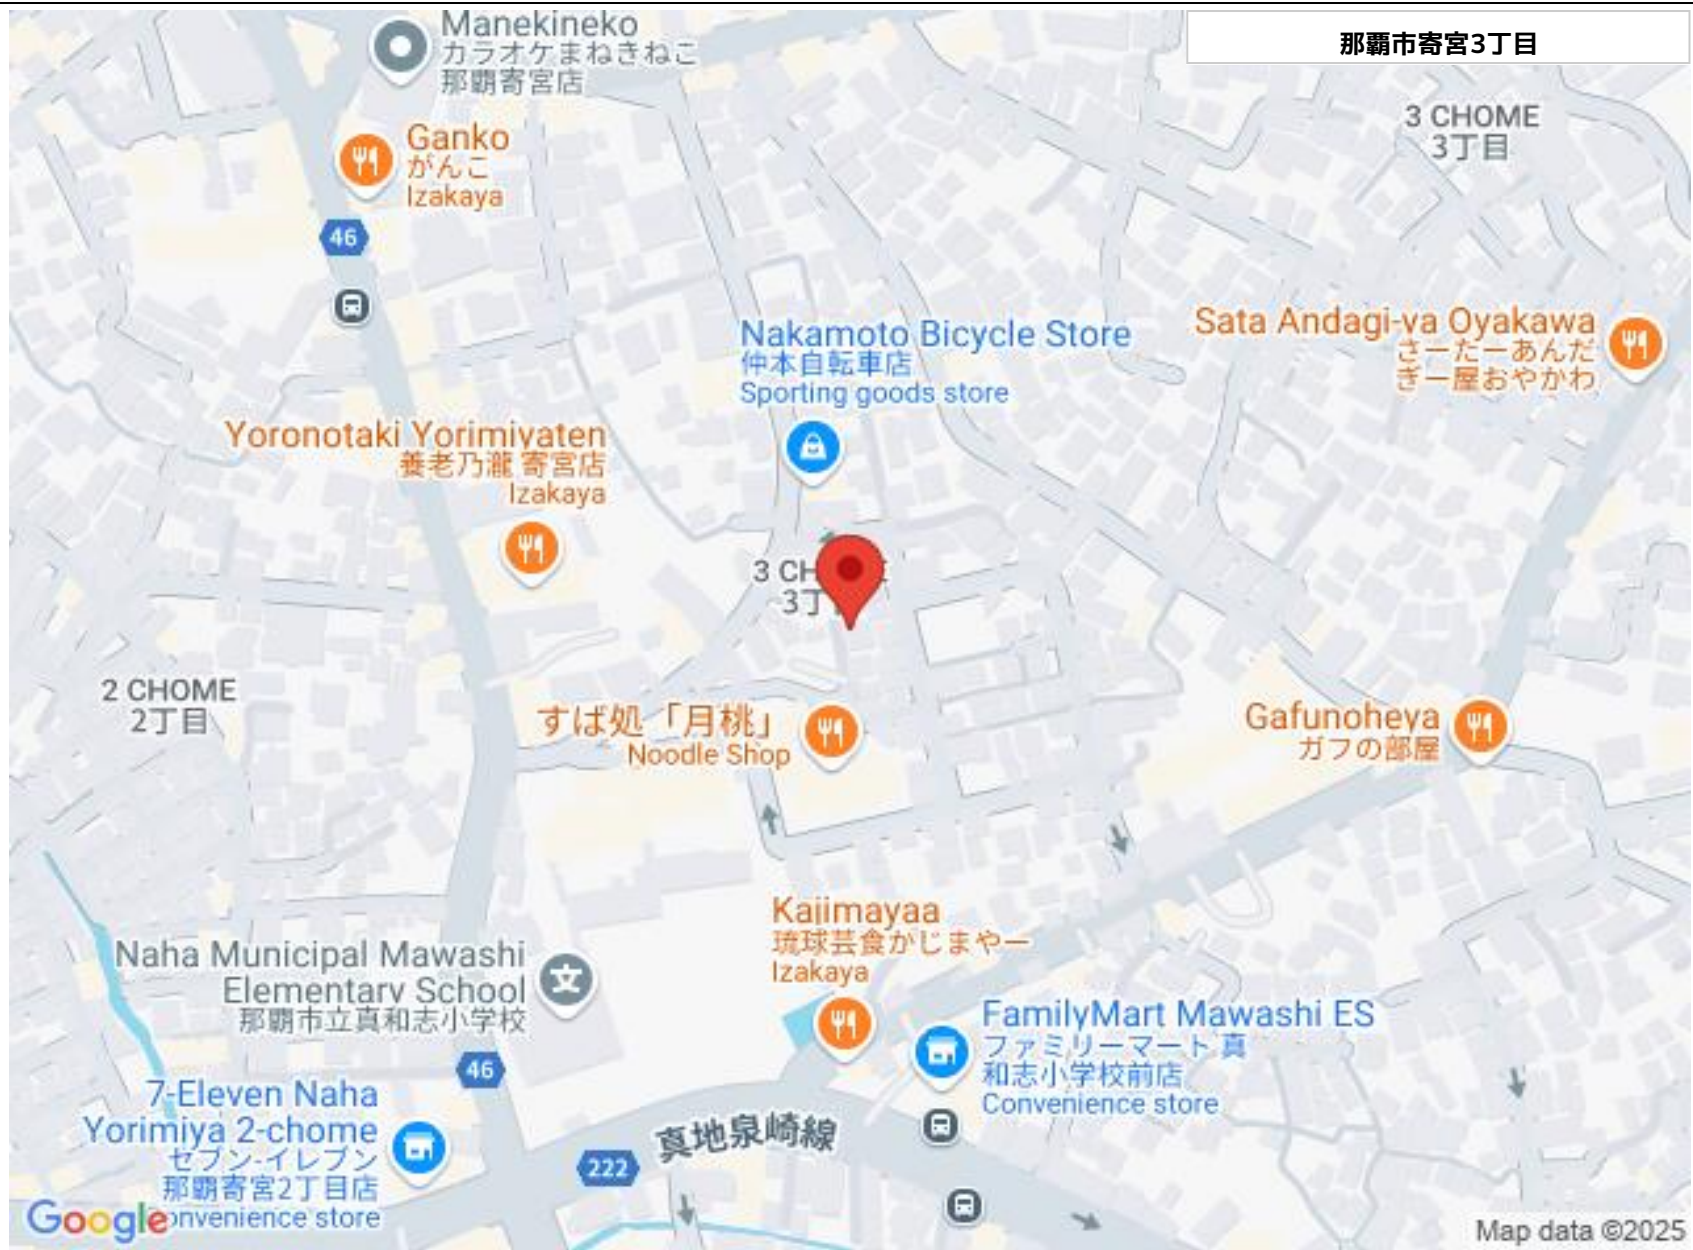 Manekineko
カラオケまねきねこ
那覇寄宮店
那覇市寄宮3丁目
3 CHOME
3丁目
Ganko
がんこ
Izakaya
46
Nakamoto Bicycle Store
仲本自転車店
Sporting goods store
Sata Andagi-ya Oyakawa
さーたーあんだ
ぎー屋おやかわ
Yoronotaki Yorimiyaten
養老乃瀧 寄宮店
Izakaya
3 CH E
3丁
2 CHOME
2丁目
すば処「月桃」
Noodle Shop
Gafunoheya
ガフの部屋
Kajimayaa
琉球芸食かじまやー
Izakaya
Naha Municipal Mawashi
Elementary School
那覇市立真和志小学校
文
FamilyMart Mawashi ES
ファミリーマート 真
和志小学校前店
Convenience store
46
7-Eleven Naha
Yorimiya 2-chome
セブン-イレブン
那覇寄宮2丁目店
onvenience store
222
真地泉崎線
Google
Map data ©2025